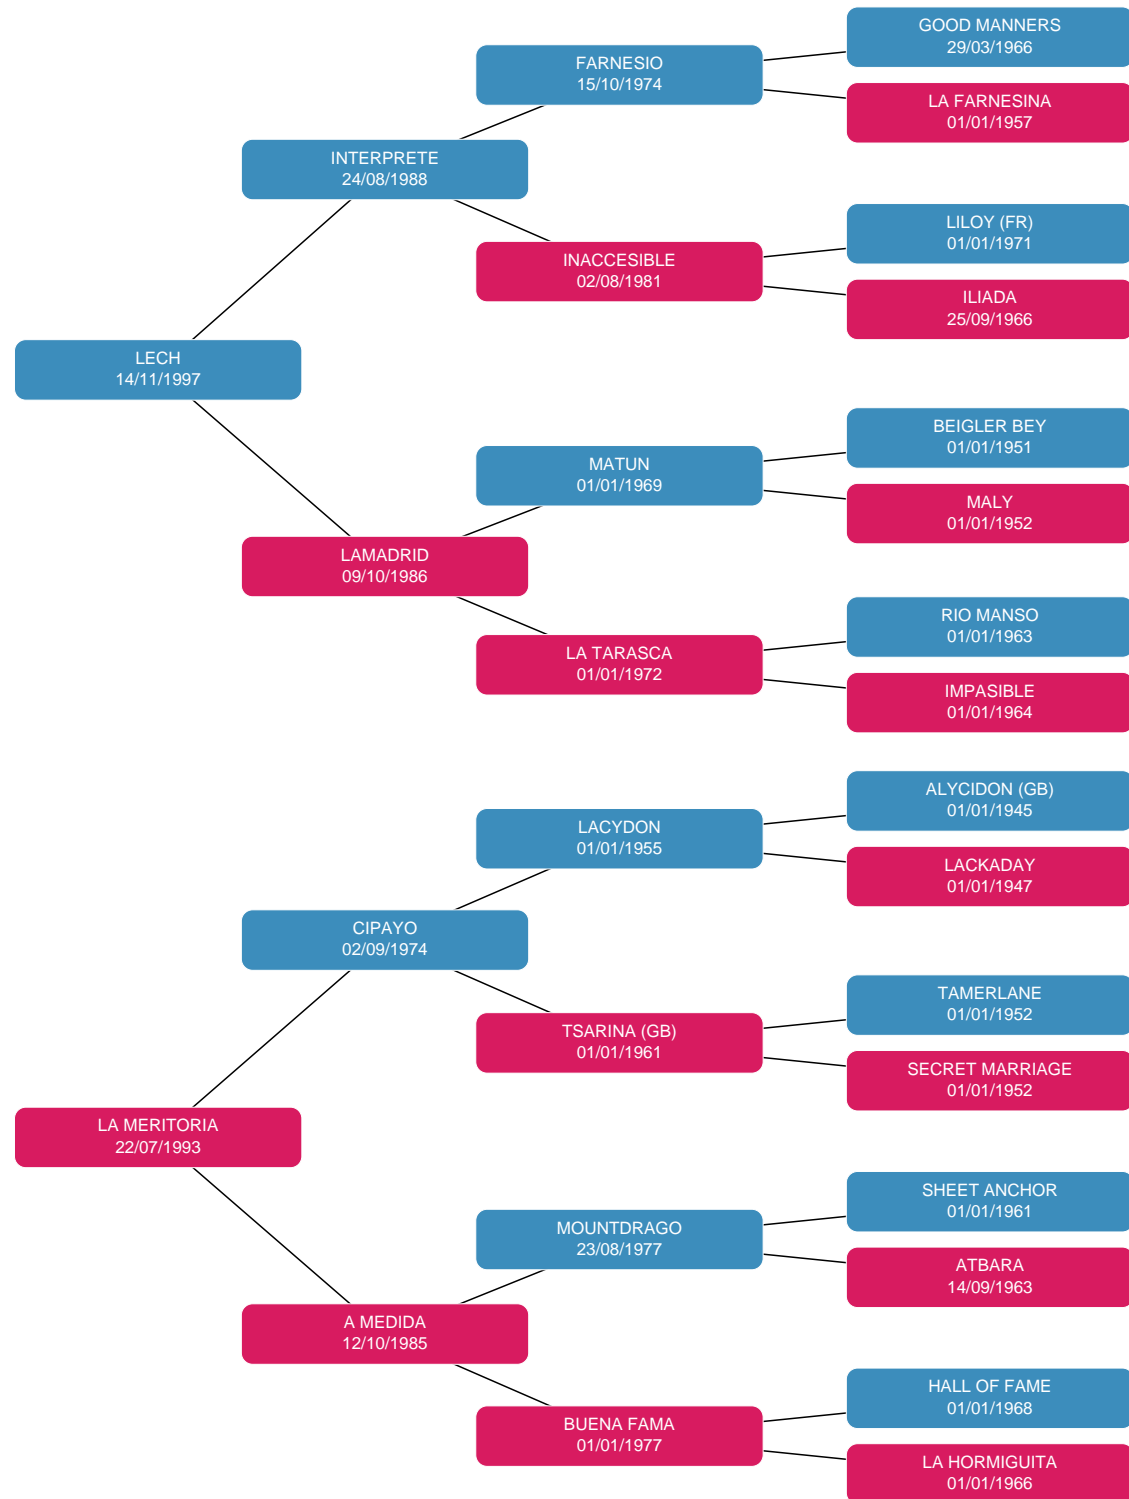 GOOD MANNERS
29/03/1966
FARNESIO
15/10/1974
LA FARNESINA
01/01/1957
INTERPRETE
24/08/1988
LILOY (FR)
01/01/1971
INACCESIBLE
02/08/1981
ILIADA
25/09/1966
LECH
14/11/1997
BEIGLER BEY
01/01/1951
MATUN
01/01/1969
MALY
01/01/1952
LAMADRID
09/10/1986
RIO MANSO
01/01/1963
LA TARASCA
01/01/1972
IMPASIBLE
01/01/1964
ALYCIDON (GB)
01/01/1945
LACYDON
01/01/1955
LACKADAY
01/01/1947
CIPAYO
02/09/1974
TAMERLANE
01/01/1952
TSARINA (GB)
01/01/1961
SECRET MARRIAGE
01/01/1952
LA MERITORIA
22/07/1993
SHEET ANCHOR
01/01/1961
MOUNTDRAGO
23/08/1977
ATBARA
14/09/1963
A MEDIDA
12/10/1985
HALL OF FAME
01/01/1968
BUENA FAMA
01/01/1977
LA HORMIGUITA
01/01/1966